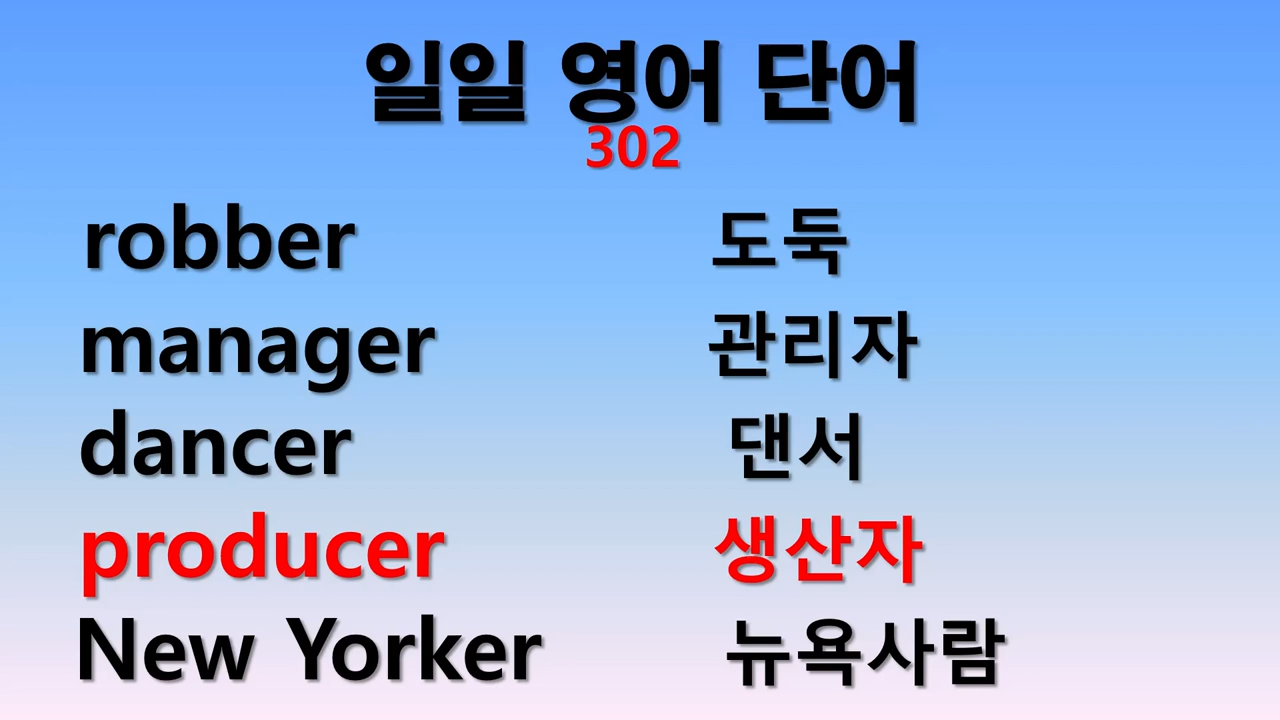 일일 영어 단어
302
robber 도둑
manager 관리자
dancer 댄서
producer 생산자
New Yorker 뉴욕사람